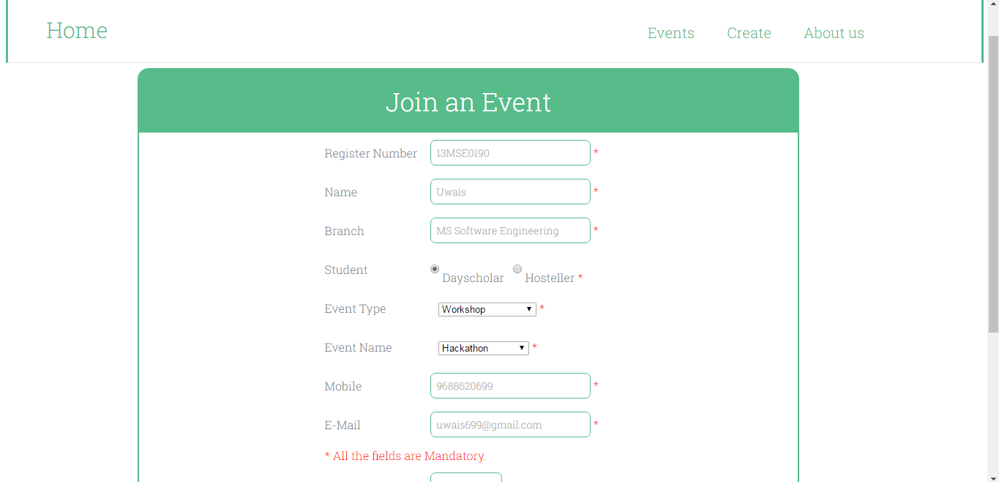 Home Events Create About us
Join an Event
Register Number 13MSE0190 *
Name Uwais *
Branch MS Software Engineering *
Student Dayscholar Hosteller *
Event Type Workshop *
Event Name Hackathon *
Mobile 9688620699 *
E-Mail uwais699@gmail.com *
* All the fields are Mandatory.